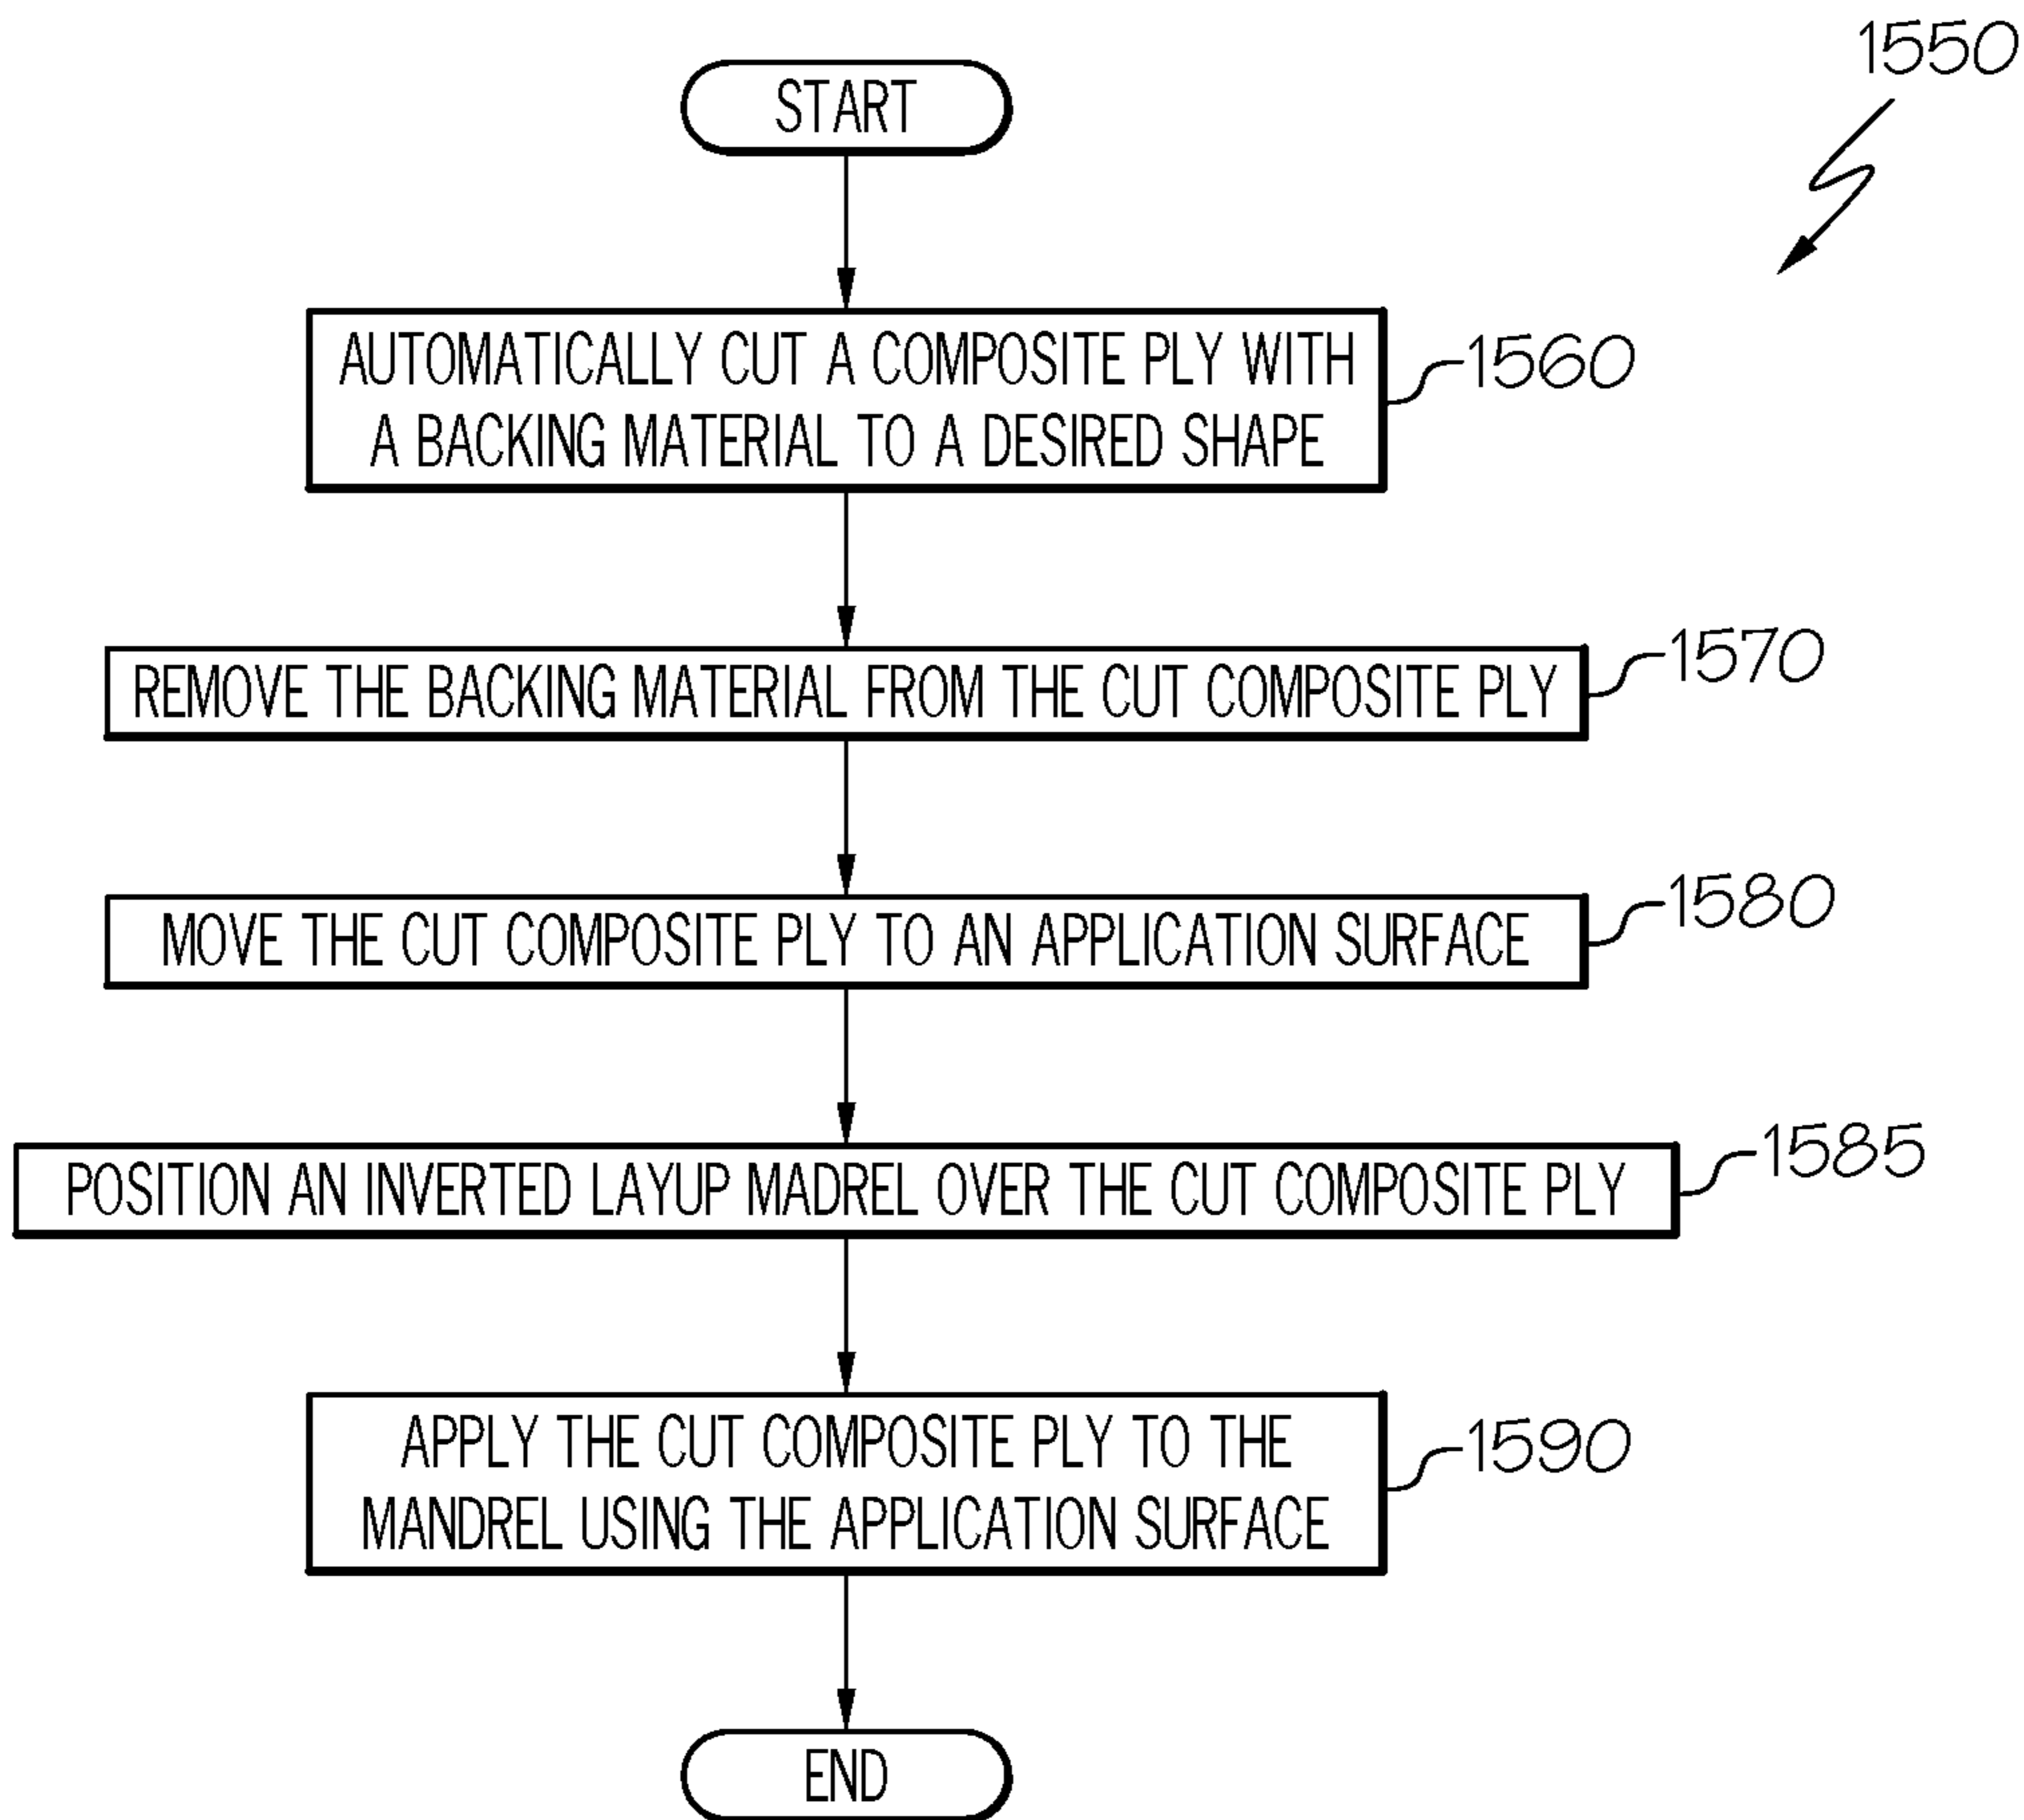 1550
START
AUTOMATICALLY CUT A COMPOSITE PLY WITH
A BACKING MATERIAL TO A DESIRED SHAPE
1560
REMOVE THE BACKING MATERIAL FROM THE CUT COMPOSITE PLY
1570
MOVE THE CUT COMPOSITE PLY TO AN APPLICATION SURFACE
1580
POSITION AN INVERTED LAYUP MADREL OVER THE CUT COMPOSITE PLY
1585
APPLY THE CUT COMPOSITE PLY TO THE
MANDREL USING THE APPLICATION SURFACE
1590
END